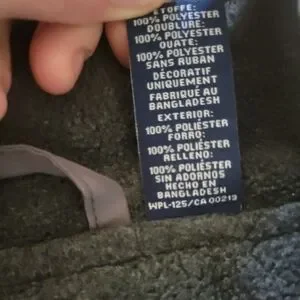 ÉTOFFE:
100% POLYESTER
DOUBLURE:
100% POLYESTER
OUATE:
100% POLYESTER
SANS RUBAN
DÉCORATIF
UNIQUEMENT
FABRIQUÉ AU
BANGLADESH
EXTERIOR:
100% POLIÉSTER
FORRO:
100% POLIÉSTER
RELLENO:
100% POLIÉSTER
SIN ADORNOS
HECHO EN
BANGLADESH
WPL-125/CA 00219